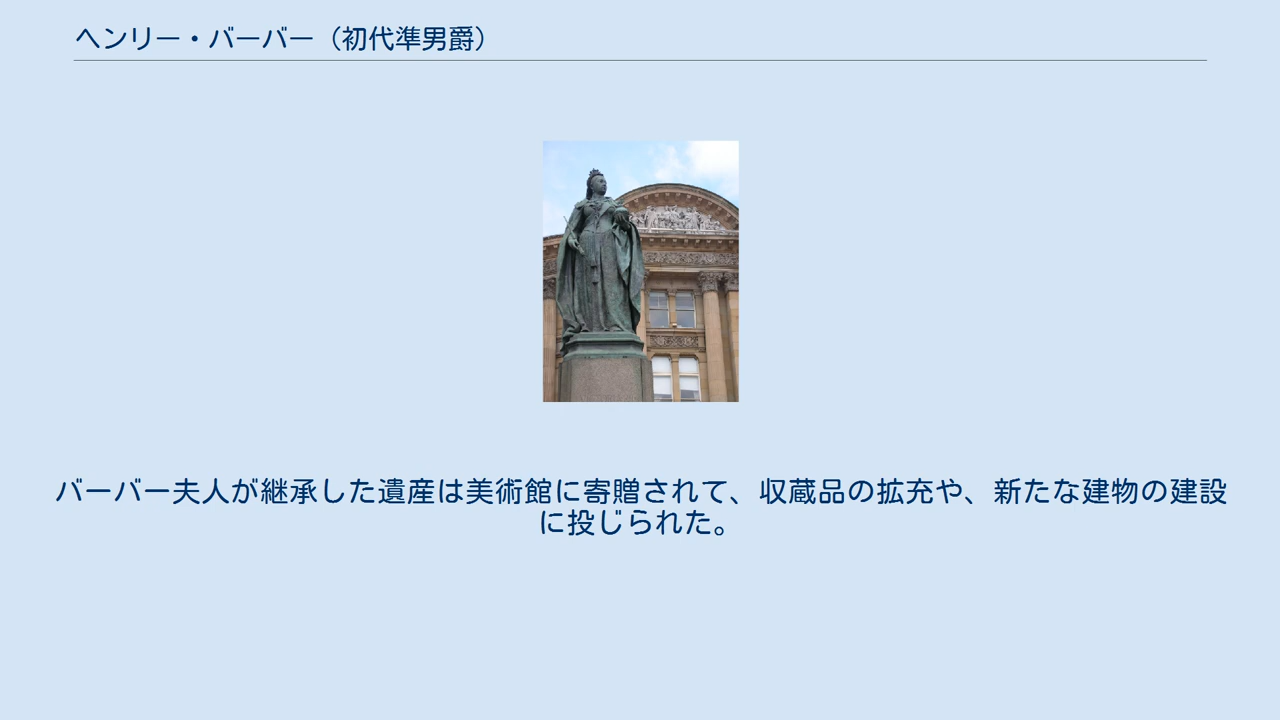 ヘンリー・バーバー（初代準男爵）
バーバー夫人が継承した遺産は美術館に寄贈されて、収蔵品の拡充や、新たな建物の建設
に投じられた。